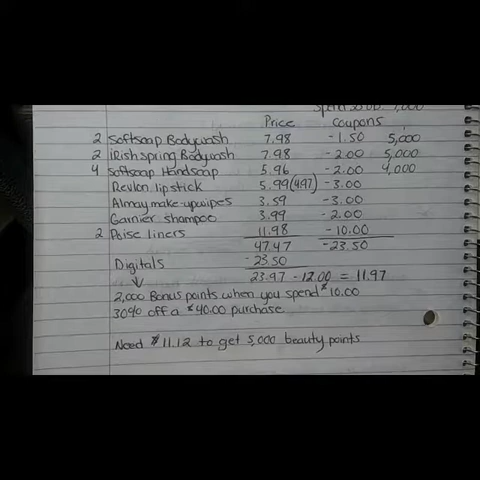 Spend 20.00 7,000
Price Coupons
2 Softsoap Bodywash 7.98 -1.50 5,000
2 irish spring Bodywash 7.98 -2.00 5,000
4 Softsoap Handsoap 5.96 -2.00 4,000
Revlon lipstick 5.99(4.97) -3.00
Almay makeupwipes 3.59 -3.00
Garnier shampoo 3.99 -2.00
2 Poise liners 11.98 -10.00
47.47 -23.50
Digitals -23.50
23.97 - 12.00 = 11.97
2,000 Bonus points when you spend $10.00
30% off a $40.00 purchase
Need $11.12 to get 5,000 beauty points